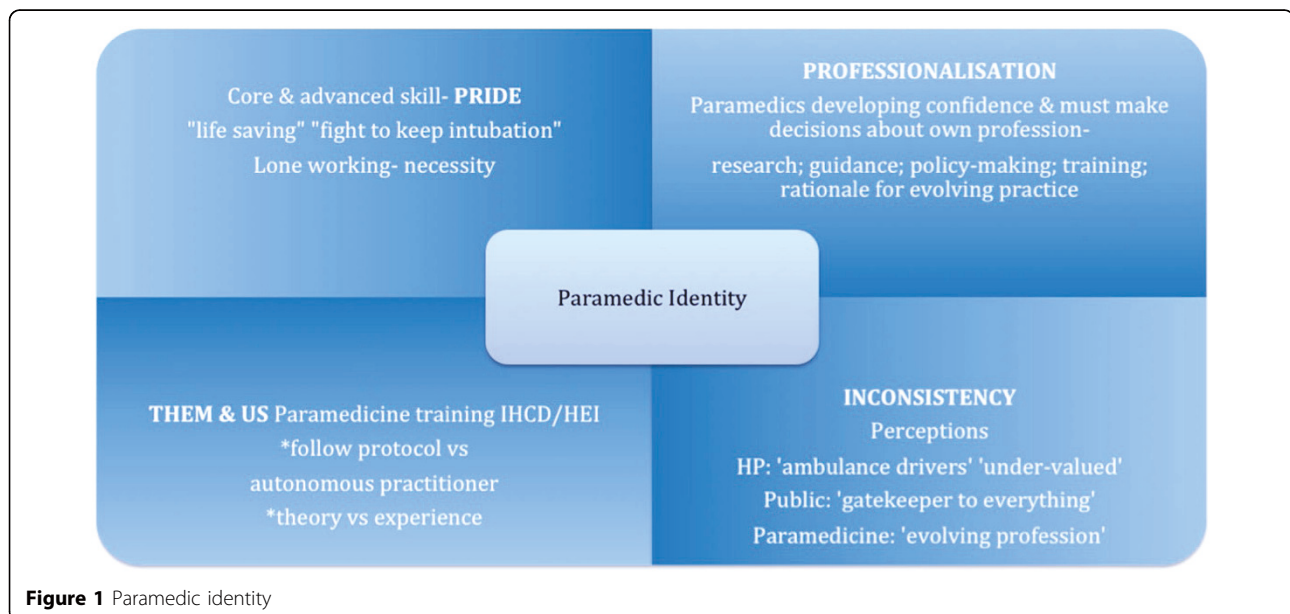 Core & advanced skill- PRIDE
"life saving" "fight to keep intubation"
Lone working- necessity
PROFESSIONALISATION
Paramedics developing confidence & must make
decisions about own profession-
research; guidance; policy-making; training;
rationale for evolving practice
Paramedic Identity
THEM & US Paramedicine training IHCD/HEI
*follow protocol vs
autonomous practitioner
*theory vs experience
INCONSISTENCY
Perceptions
HP: 'ambulance drivers' 'under-valued'
Public: 'gatekeeper to everything'
Paramedicine: 'evolving profession'
Figure 1 Paramedic identity